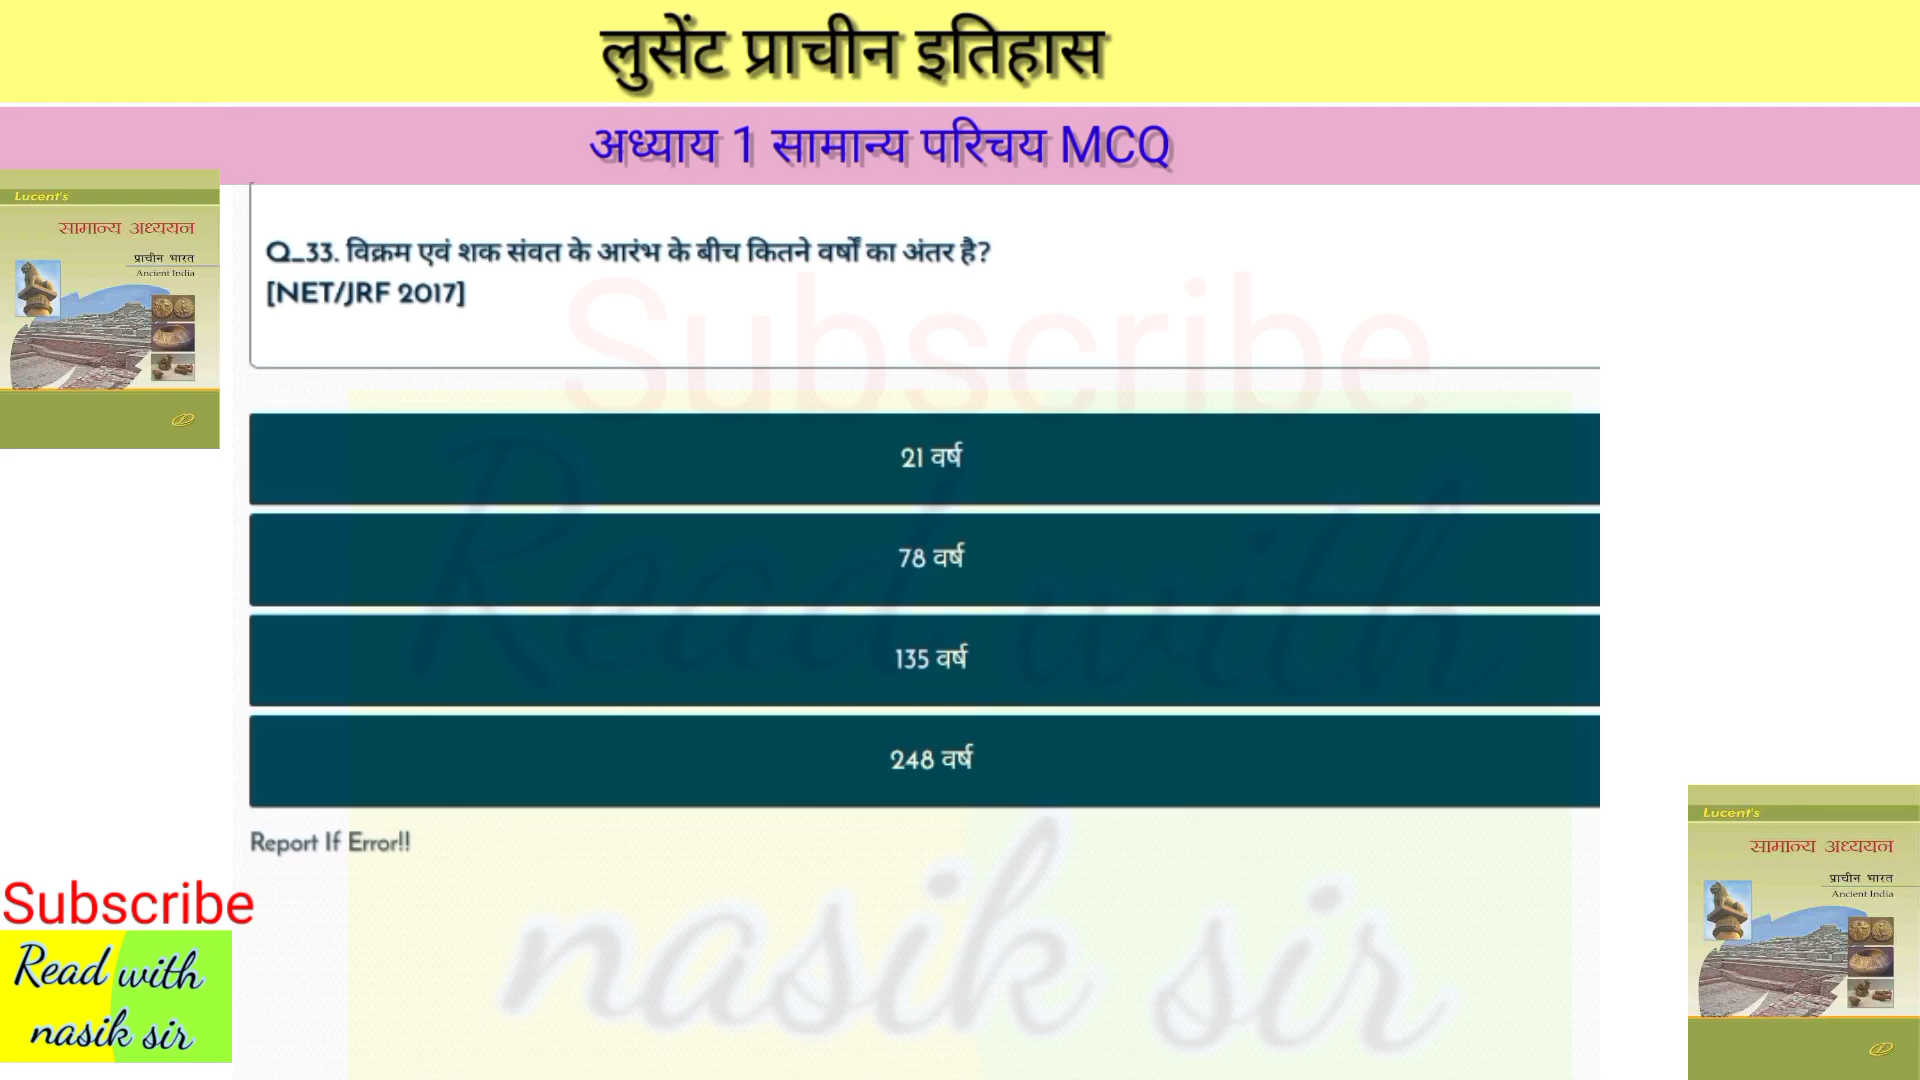 लुसेंट प्राचीन इतिहास
अध्याय 1 सामान्य परिचय MCQ
Lucent's
सामान्य अध्ययन
प्राचीन भारत
Ancient India
Q_33. विक्रम एवं शक संवत के आरंभ के बीच कितने वर्षों का अंतर है?
[NET/JRF 2017]
Subscribe
21 वर्ष
78 वर्ष
135 वर्ष
248 वर्ष
Read with
nasik sir
Report If Error!!
Subscribe
Read with
nasik sir
Lucent's
सामान्य अध्ययन
प्राचीन भारत
Ancient India